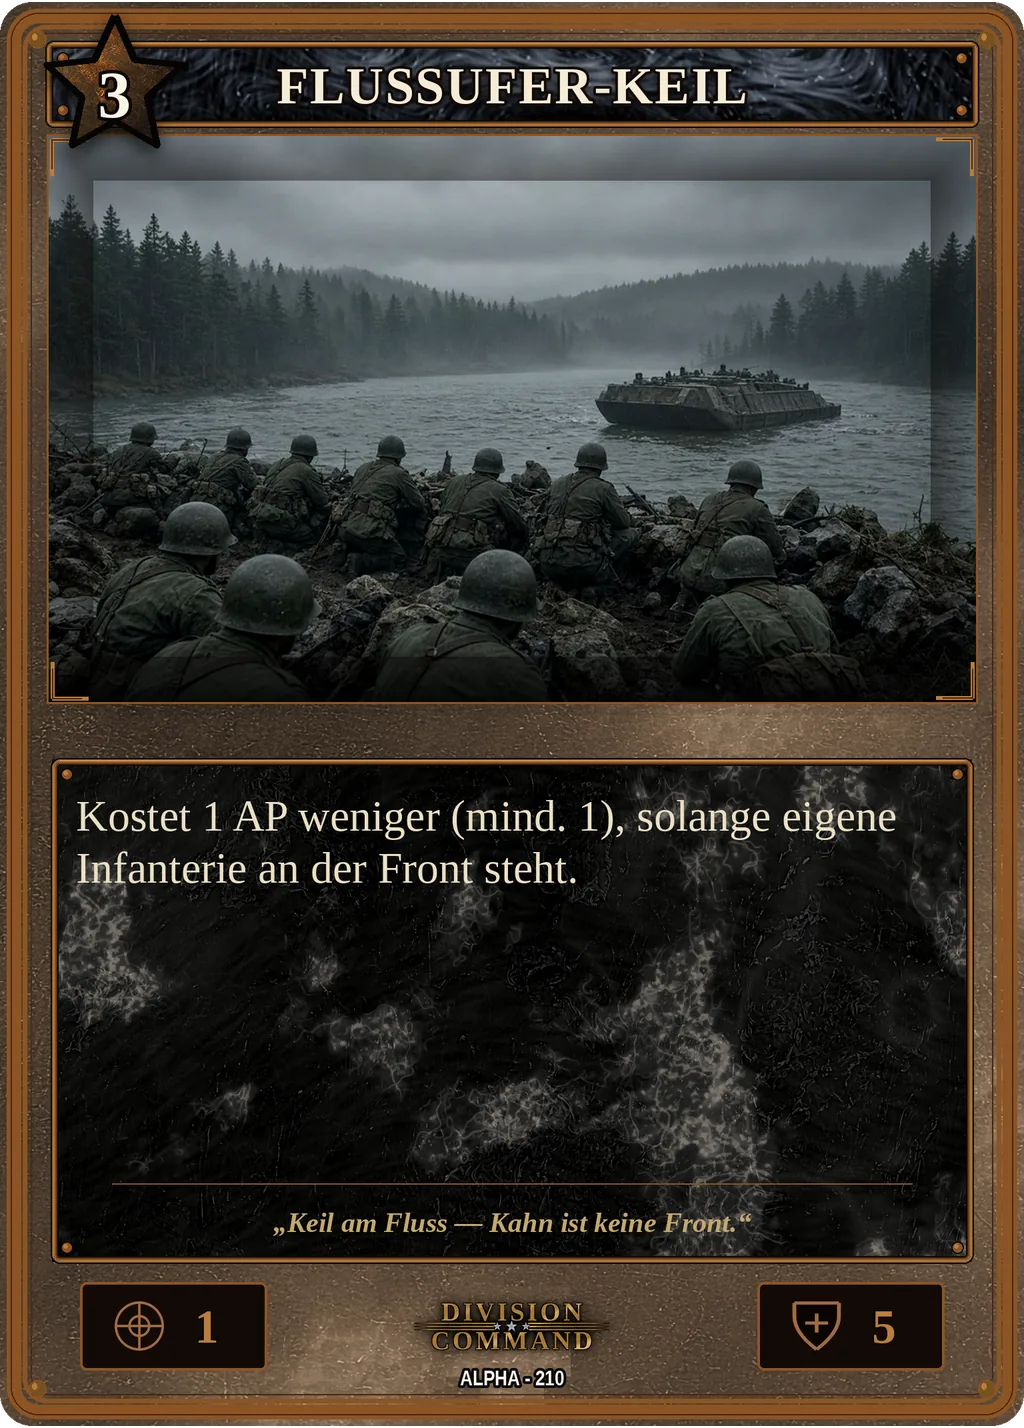 3
FLUSSUFER-KEIL
Kostet 1 AP weniger (mind. 1), solange eigene
Infanterie an der Front steht.
„Keil am Fluss — Kahn ist keine Front.“
1
DIVISION
COMMAND
5
ALPHA - 210